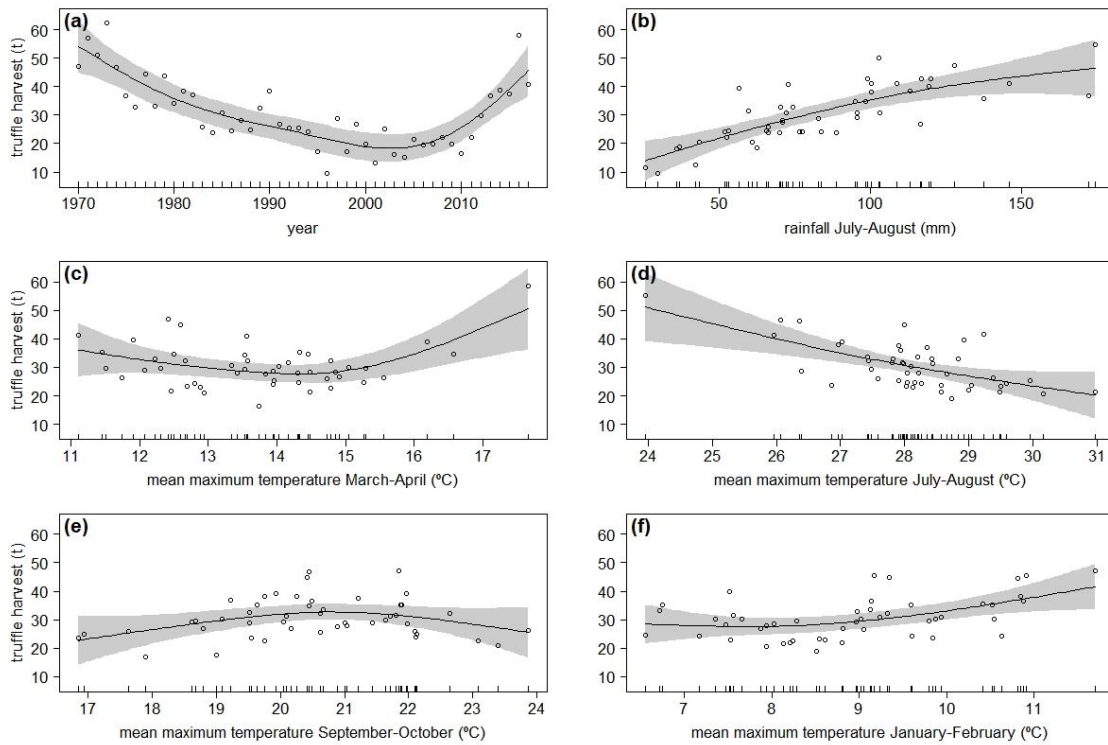 (a)
truffle harvest (t)
60
50
40
30
20
10
1970 1980 1990 2000 2010
year
(b)
60
50
40
30
20
10
50 100 150
rainfall July-August (mm)
(c)
truffle harvest (t)
60
50
40
30
20
10
11 12 13 14 15 16 17
mean maximum temperature March-April (ºC)
(d)
60
50
40
30
20
10
24 25 26 27 28 29 30 31
mean maximum temperature July-August (ºC)
(e)
truffle harvest (t)
60
50
40
30
20
10
17 18 19 20 21 22 23 24
mean maximum temperature September-October (ºC)
(f)
60
50
40
30
20
10
7 8 9 10 11
mean maximum temperature January-February (ºC)